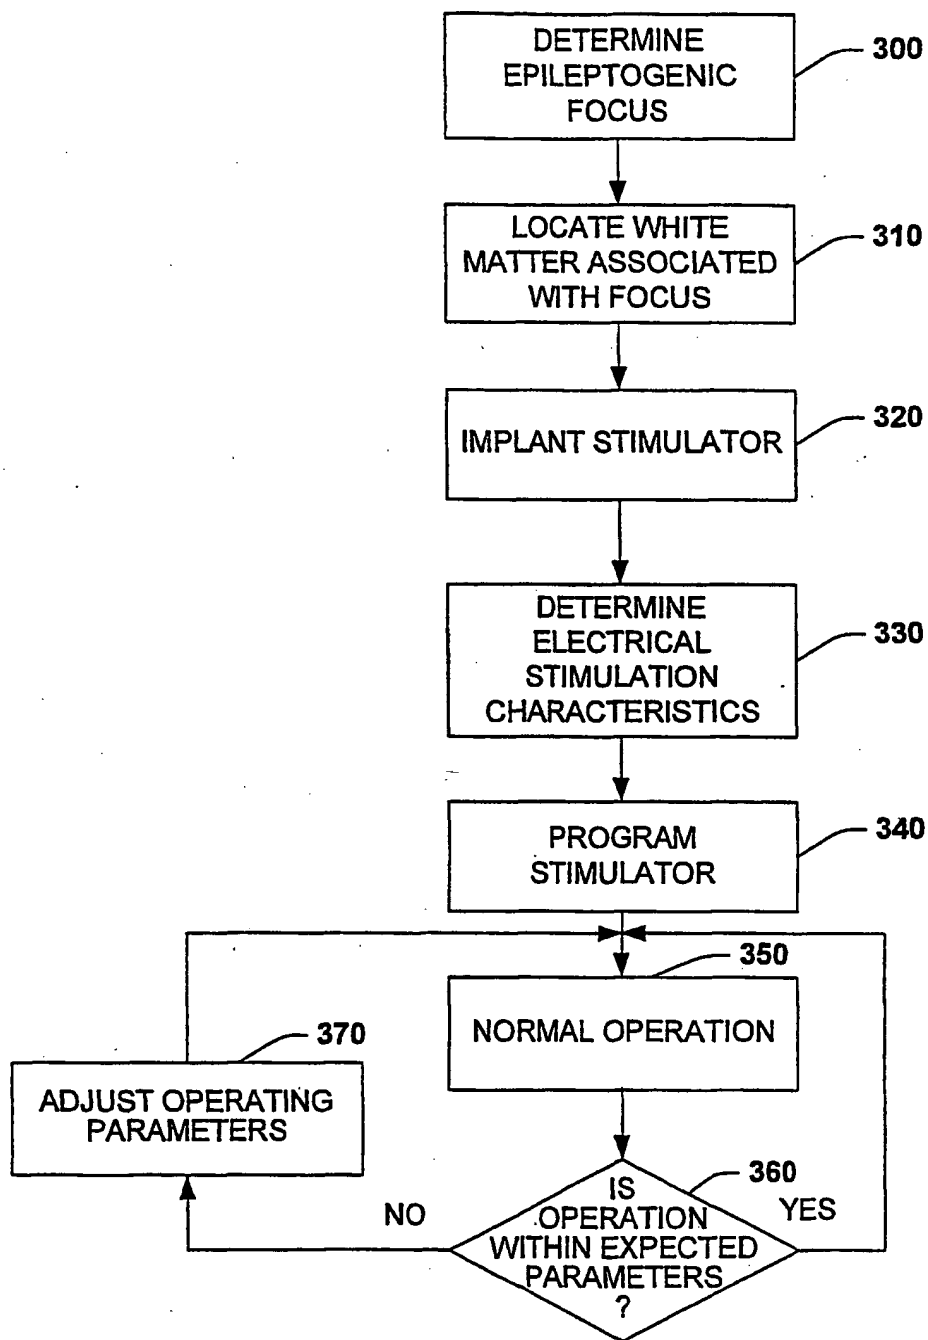 DETERMINE
EPILEPTOGENIC
FOCUS
300
LOCATE WHITE
MATTER ASSOCIATED
WITH FOCUS
310
IMPLANT STIMULATOR
320
DETERMINE
ELECTRICAL
STIMULATION
CHARACTERISTICS
330
PROGRAM
STIMULATOR
340
350
NORMAL OPERATION
370
ADJUST OPERATING
PARAMETERS
360
IS
OPERATION
WITHIN EXPECTED
PARAMETERS
?
NO
YES